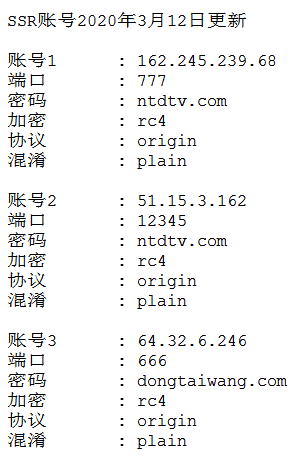 SSR账号2020年3月12日更新
账号1 : 162.245.239.68
端口 : 777
密码 : ntdtv.com
加密 : rc4
协议 : origin
混淆 : plain
账号2 : 51.15.3.162
端口 : 12345
密码 : ntdtv.com
加密 : rc4
协议 : origin
混淆 : plain
账号3 : 64.32.6.246
端口 : 666
密码 : dongtaiwang.com
加密 : rc4
协议 : origin
混淆 : plain